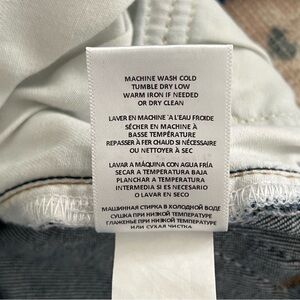 MACHINE WASH COLD
TUMBLE DRY LOW
WARM IRON IF NEEDED
OR DRY CLEAN
LAVER EN MACHINE A L'EAU FROIDE
SÉCHER EN MACHINE À
BASSE TEMPÉRATURE
REPASSER À FER CHAUD SI NÉCESSAIRE
OU NETTOYER À SEC
LAVAR A MÁQUINA CON AGUA FRÍA
SECAR A TEMPERATURA BAJA
PLANCHAR A TEMPERATURA
INTERMEDIA SI ES NECESARIO
O LAVAR EN SECO
МАШИННАЯ СТИРКА В ХОЛОДНОЙ ВОДЕ
СУШКА ПРИ НИЗКОЙ ТЕМПЕРАТУРЕ
ГЛАЖЕНЬЕ ПРИ НИЗКОЙ ТЕМПЕРАТУРЕ
ИЛИ СУХАЯ ЧИСТКА